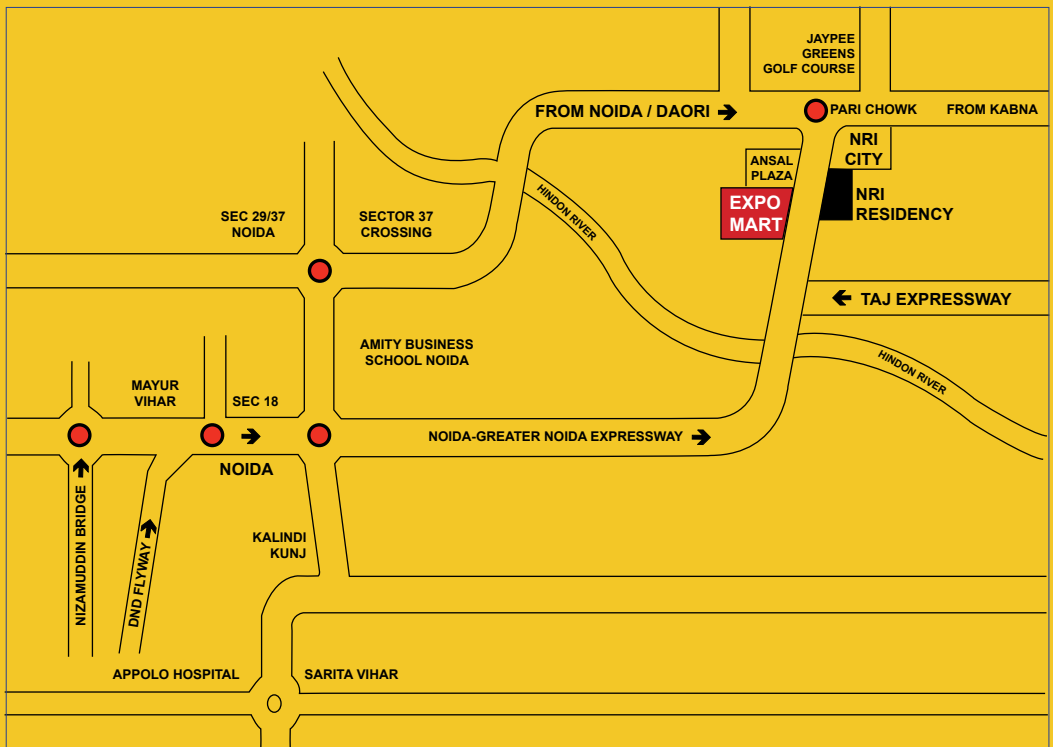 JAYPEE
GREENS
GOLF COURSE
FROM NOIDA / DAORI
PARI CHOWK
FROM KABNA
NRI
CITY
ANSAL
PLAZA
EXPO
MART
NRI
RESIDENCY
HINDON RIVER
SEC 29/37
NOIDA
SECTOR 37
CROSSING
TAJ EXPRESSWAY
AMITY BUSINESS
SCHOOL NOIDA
HINDON RIVER
MAYUR
VIHAR
SEC 18
NOIDA-GREATER NOIDA EXPRESSWAY
NOIDA
NIZAMUDDIN BRIDGE
DND FLYWAY
KALINDI
KUNJ
APPOLO HOSPITAL
SARITA VIHAR